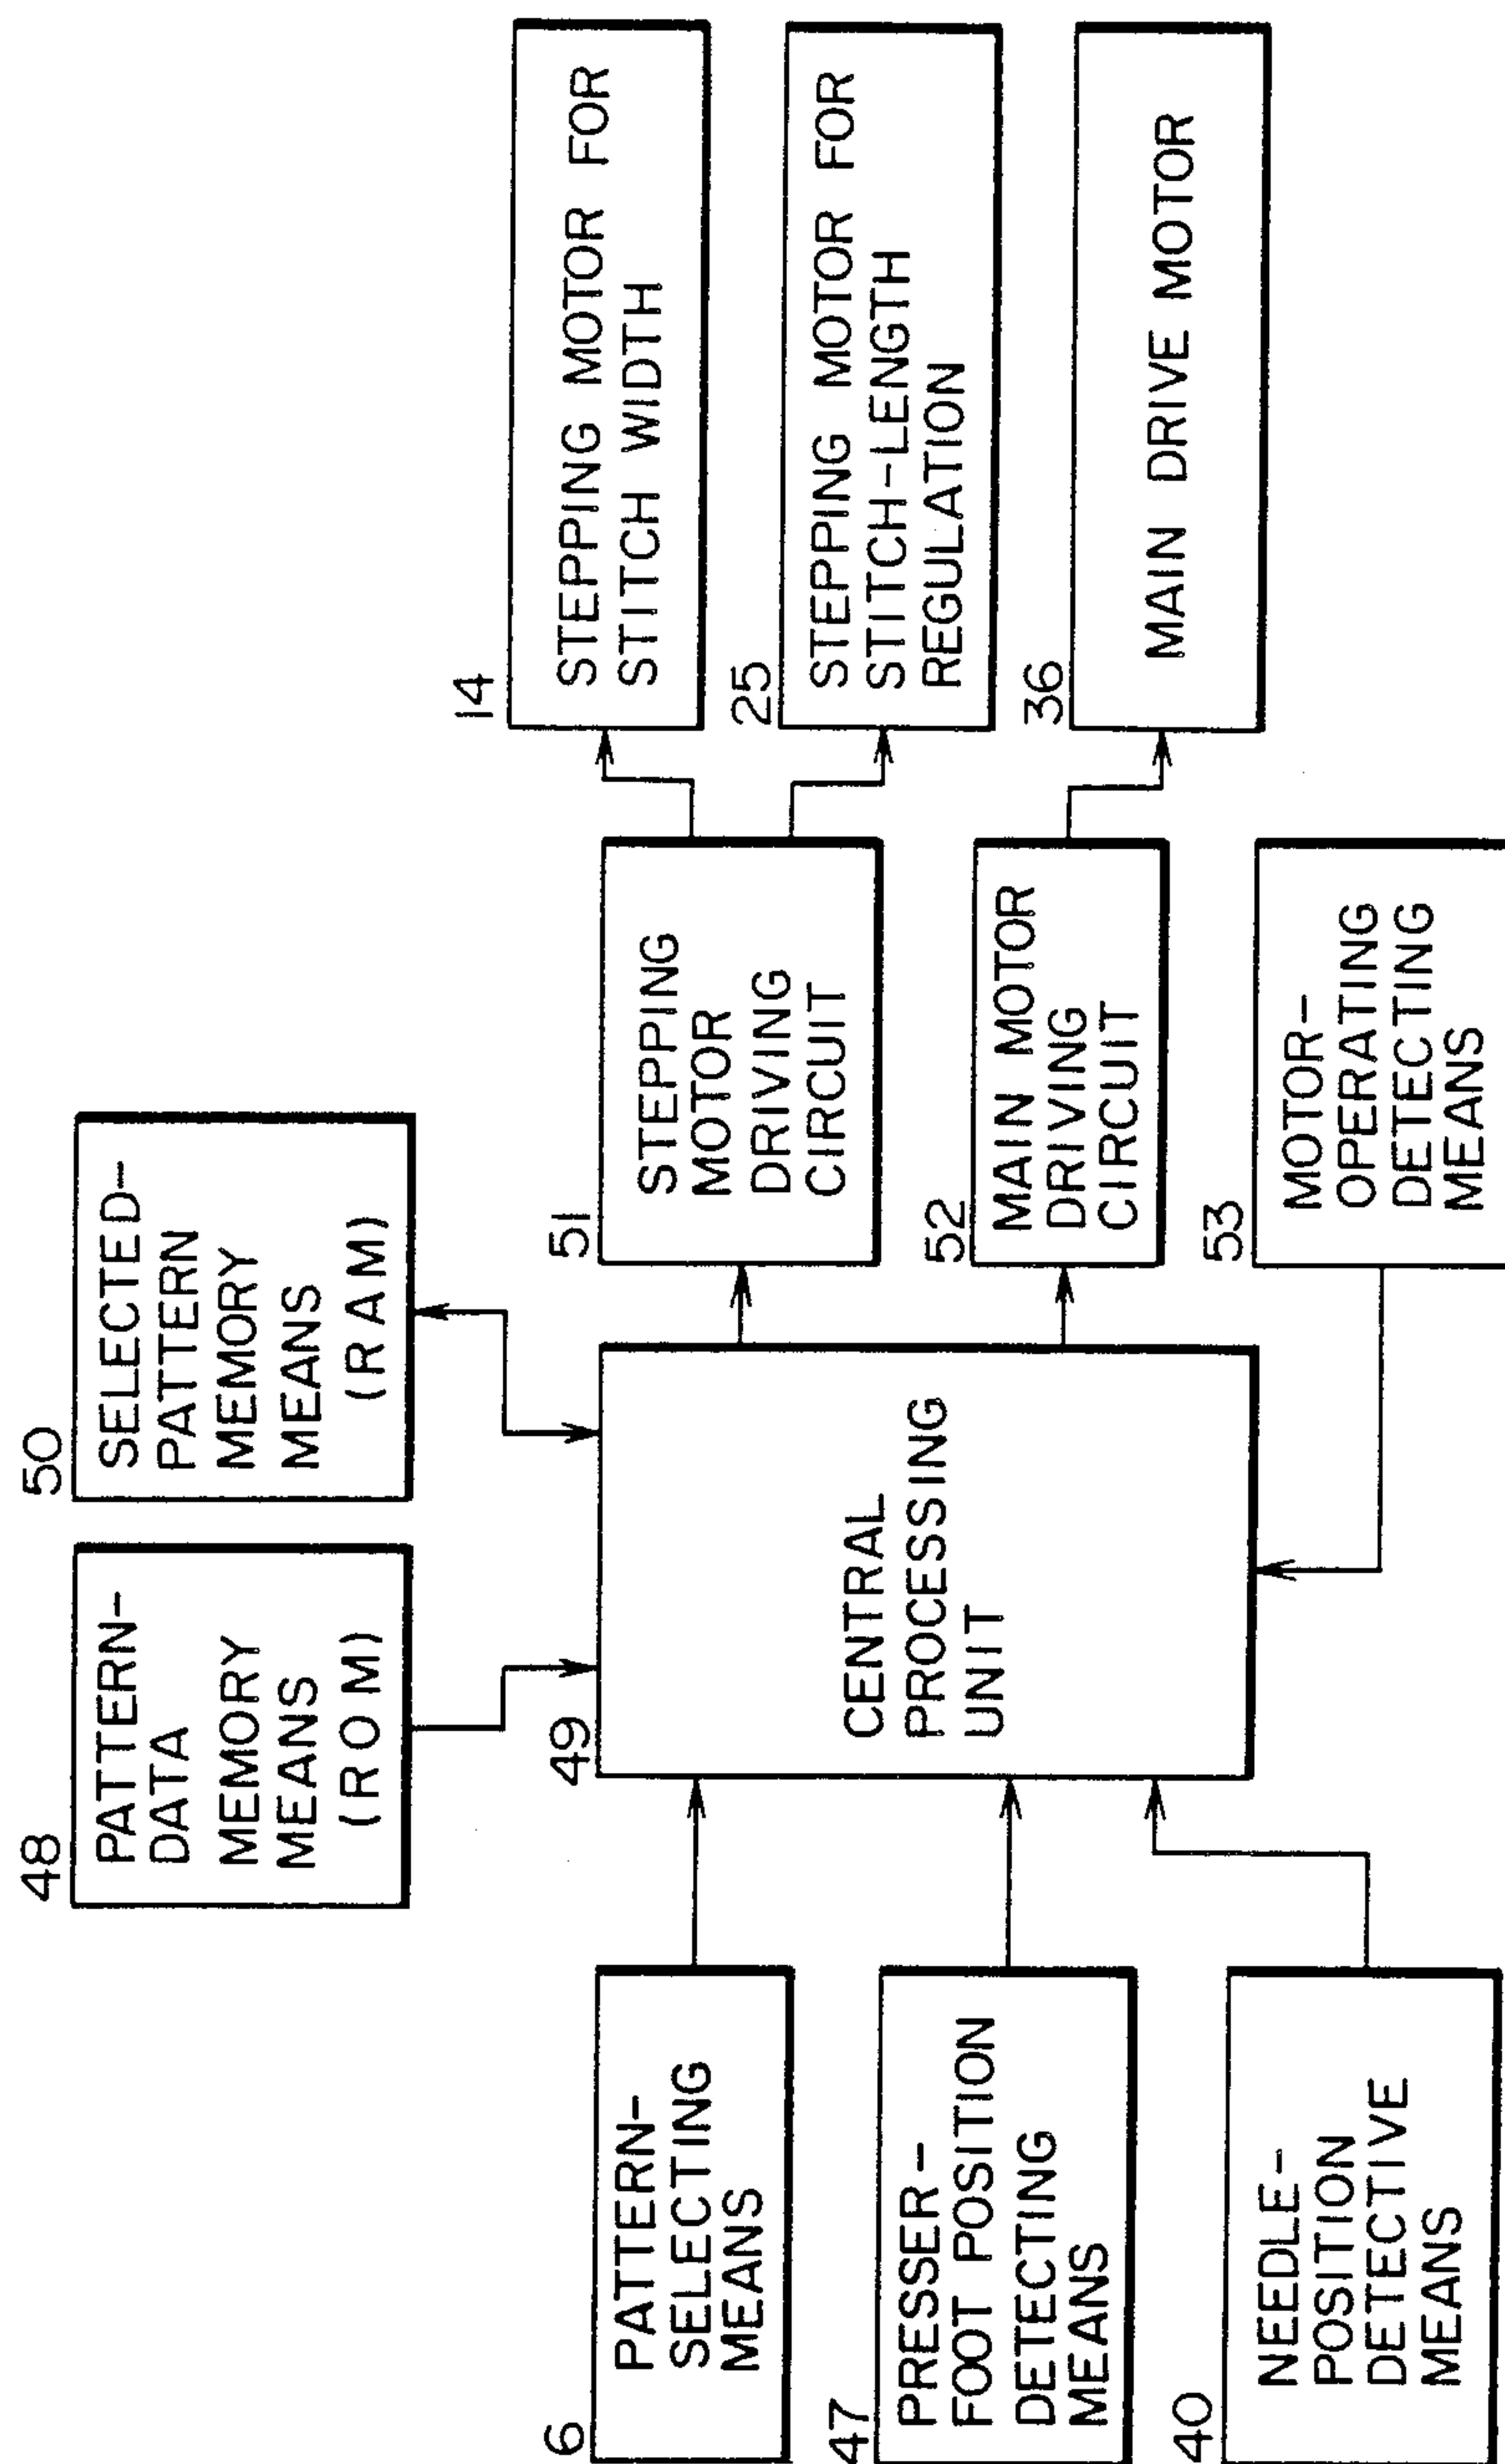 48
PATTERN-
DATA
MEMORY
MEANS
(ROM)
50
SELECTED-
PATTERN
MEMORY
MEANS
(RAM)
6
PATTERN-
SELECTING
MEANS
47
PRESSER-
FOOT POSITION
DETECTING
MEANS
40
NEEDLE-
POSITION
DETECTIVE
MEANS
49
CENTRAL
PROCESSING
UNIT
51
STEPPING
MOTOR
DRIVING
CIRCUIT
52
MAIN MOTOR
DRIVING
CIRCUIT
53
MOTOR-
OPERATING
DETECTING
MEANS
14
STEPPING MOTOR FOR
STITCH WIDTH
25
STEPPING MOTOR FOR
STITCH-LENGTH
REGULATION
36
MAIN DRIVE MOTOR